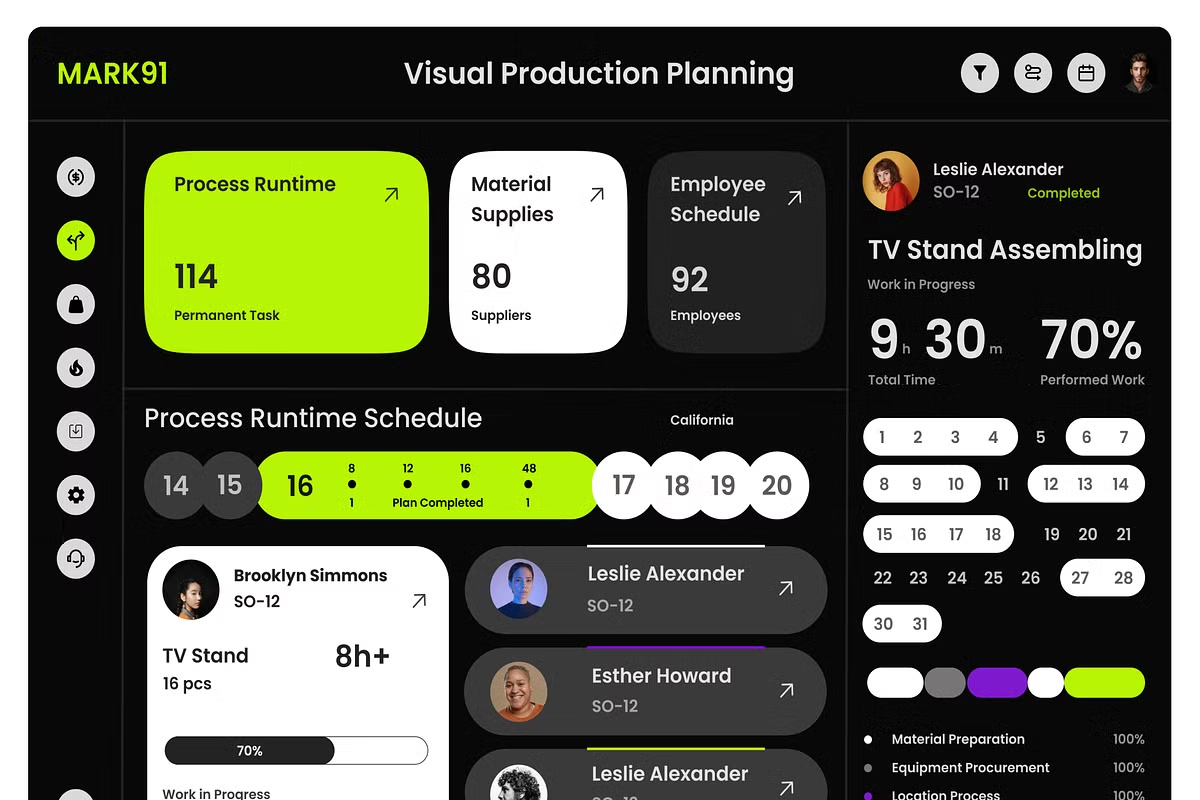 MARK91
Visual Production Planning
Process Runtime
114
Permanent Task
Material
Supplies
80
Suppliers
Employee
Schedule
92
Employees
Process Runtime Schedule
California
14 15 16 17 18 19 20
8 12 16 48
1 Plan Completed 1
Brooklyn Simmons
SO-12
TV Stand
16 pcs
8h+
70%
Work in Progress
Leslie Alexander
SO-12
Esther Howard
SO-12
Leslie Alexander
Leslie Alexander
SO-12 Completed
TV Stand Assembling
Work in Progress
9 h 30 m 70%
Total Time Performed Work
1 2 3 4 5 6 7
8 9 10 11 12 13 14
15 16 17 18 19 20 21
22 23 24 25 26 27 28
30 31
Material Preparation 100%
Equipment Procurement 100%
Location Process 100%